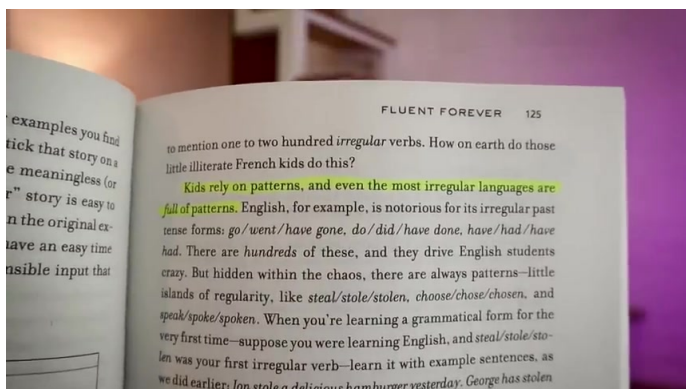 examples you find
tick that story on a
e meaningless (or
r" story is easy to
n the original ex-
have an easy time
nsible input that
FLUENT FOREVER 125
to mention one to two hundred irregular verbs. How on earth do those
little illiterate French kids do this?
Kids rely on patterns, and even the most irregular languages are
full of patterns. English, for example, is notorious for its irregular past
tense forms: go/went/have gone, do/did/have done, have/had/have
had. There are hundreds of these, and they drive English students
crazy. But hidden within the chaos, there are always patterns—little
islands of regularity, like steal/stole/stolen, choose/chose/chosen, and
speak/spoke/spoken. When you're learning a grammatical form for the
very first time—suppose you were learning English, and steal/stole/sto-
len was your first irregular verb—learn it with example sentences, as
we did earlier: Jon stole a delicious hamburger yesterday. George has stolen